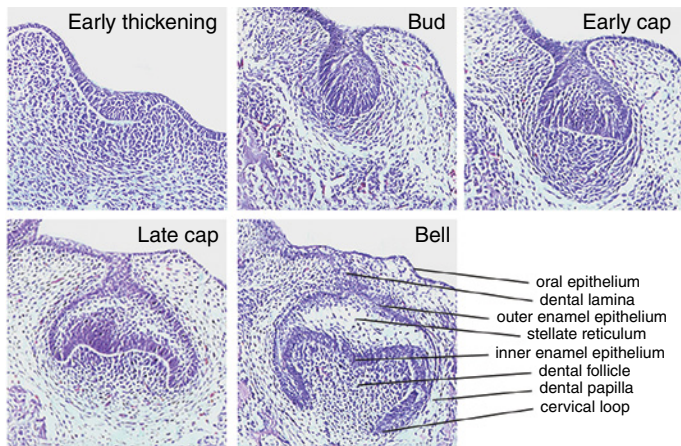 Early thickening
Bud
Early cap
Late cap
Bell
oral epithelium
dental lamina
outer enamel epithelium
stellate reticulum
inner enamel epithelium
dental follicle
dental papilla
cervical loop